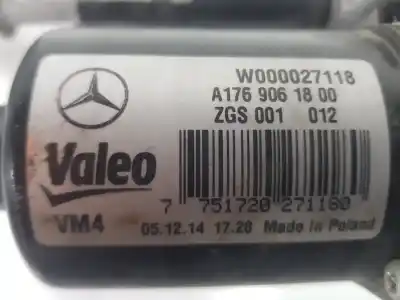 W000027118
A176 906 18 00
ZGS 001 012
Valeo
7 751720 271180
VM4
05.12.14 17.20 Made in Poland